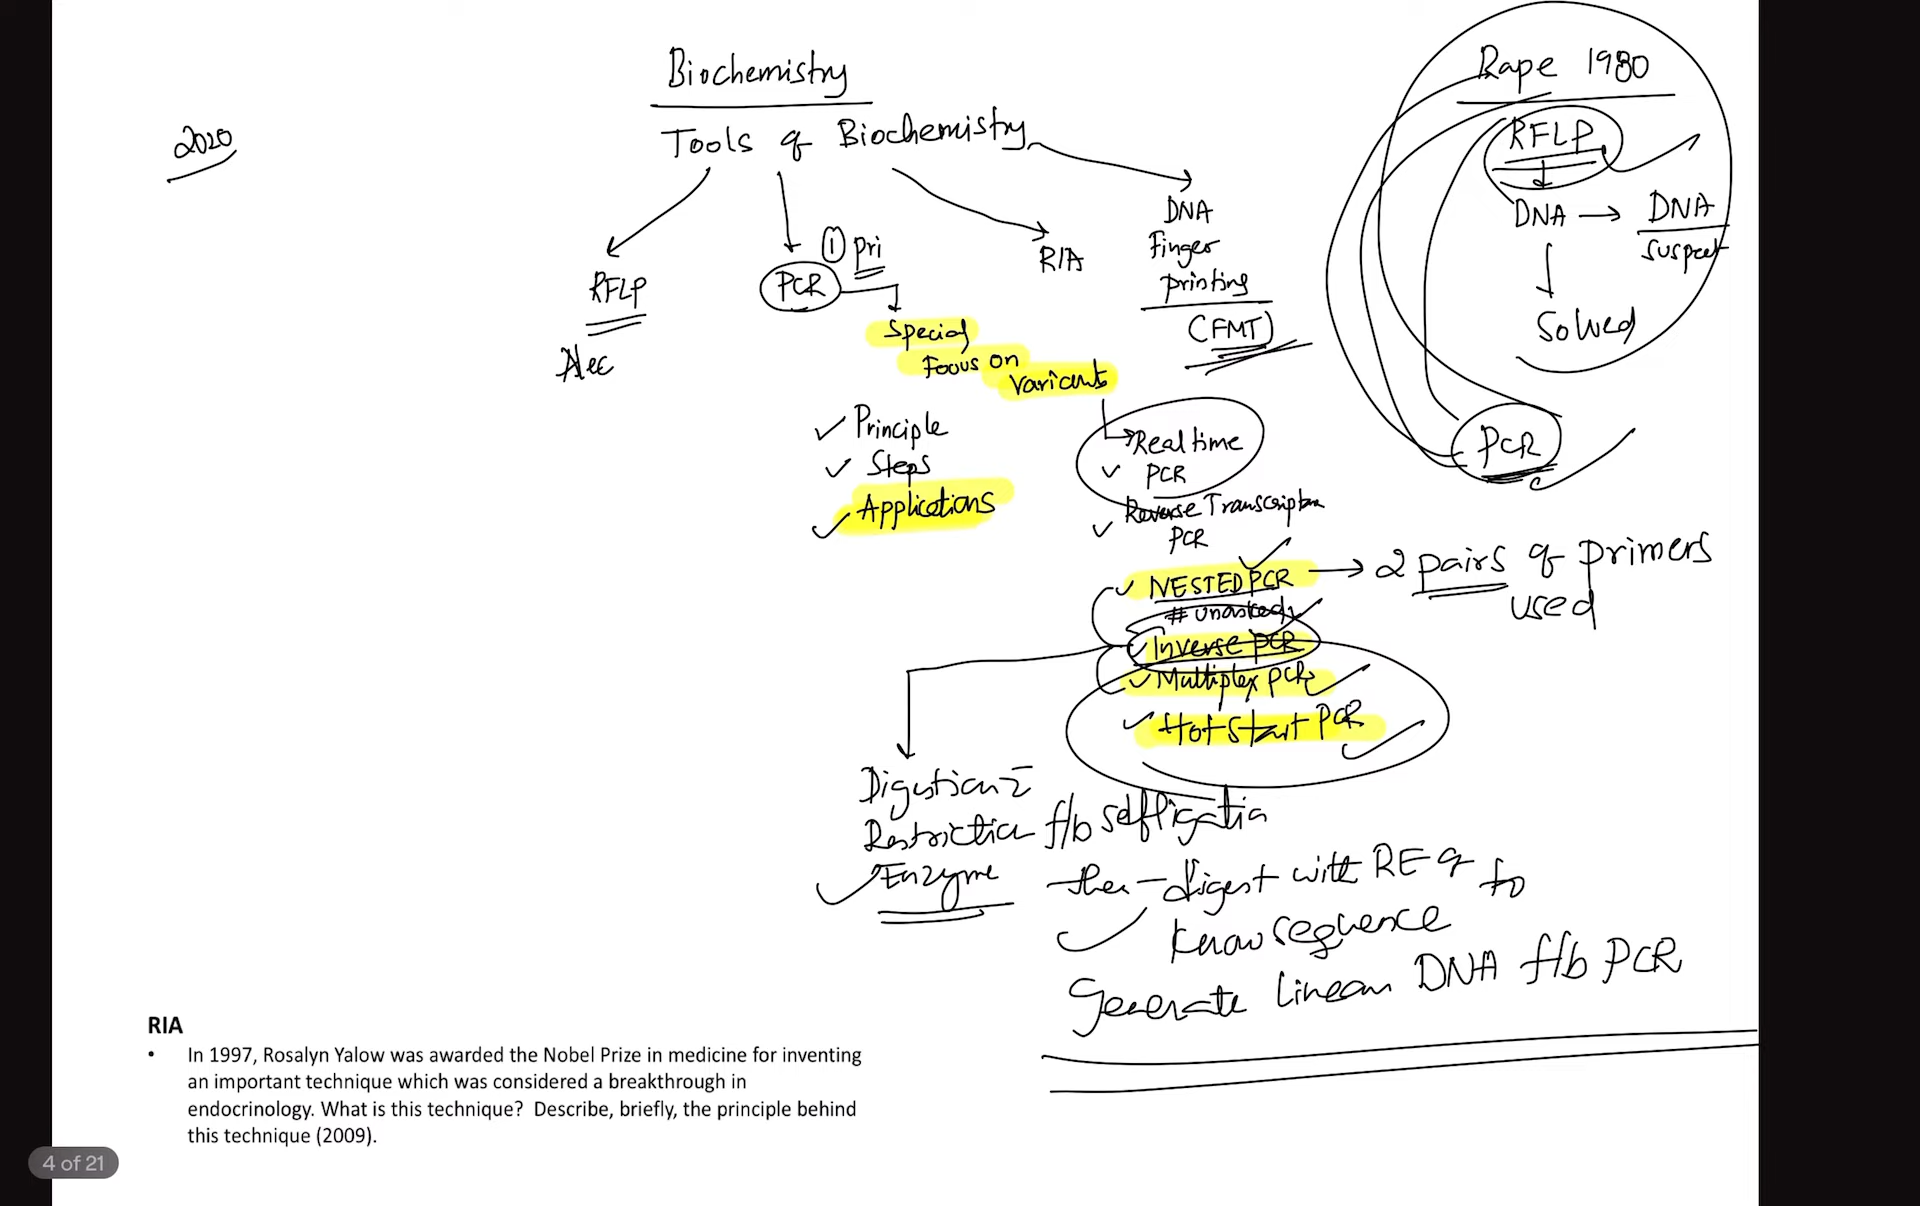 Biochemistry
Tools of Biochemistry
2020
RFLP
Alec
PCR
① pri
RIA
DNA
Finger
printing
(FMT)
Special
Focus on
Variants
Principle
Steps
Applications
Real time
PCR
Reverse Transcription
PCR
NESTED PCR → 2 pairs of primers
used
# unasked
Inverse PCR
Multiplex PCR
Hot Start PCR
Rape 1980
RFLP
DNA → DNA
suspect
Solved
PCR
Digestion c̄
Restriction f/b self ligation
Enzyme
then digest with RE of to
know sequence
Generate Linear DNA f/b PCR
RIA
• In 1997, Rosalyn Yalow was awarded the Nobel Prize in medicine for inventing
an important technique which was considered a breakthrough in
endocrinology. What is this technique? Describe, briefly, the principle behind
this technique (2009).
4 of 21